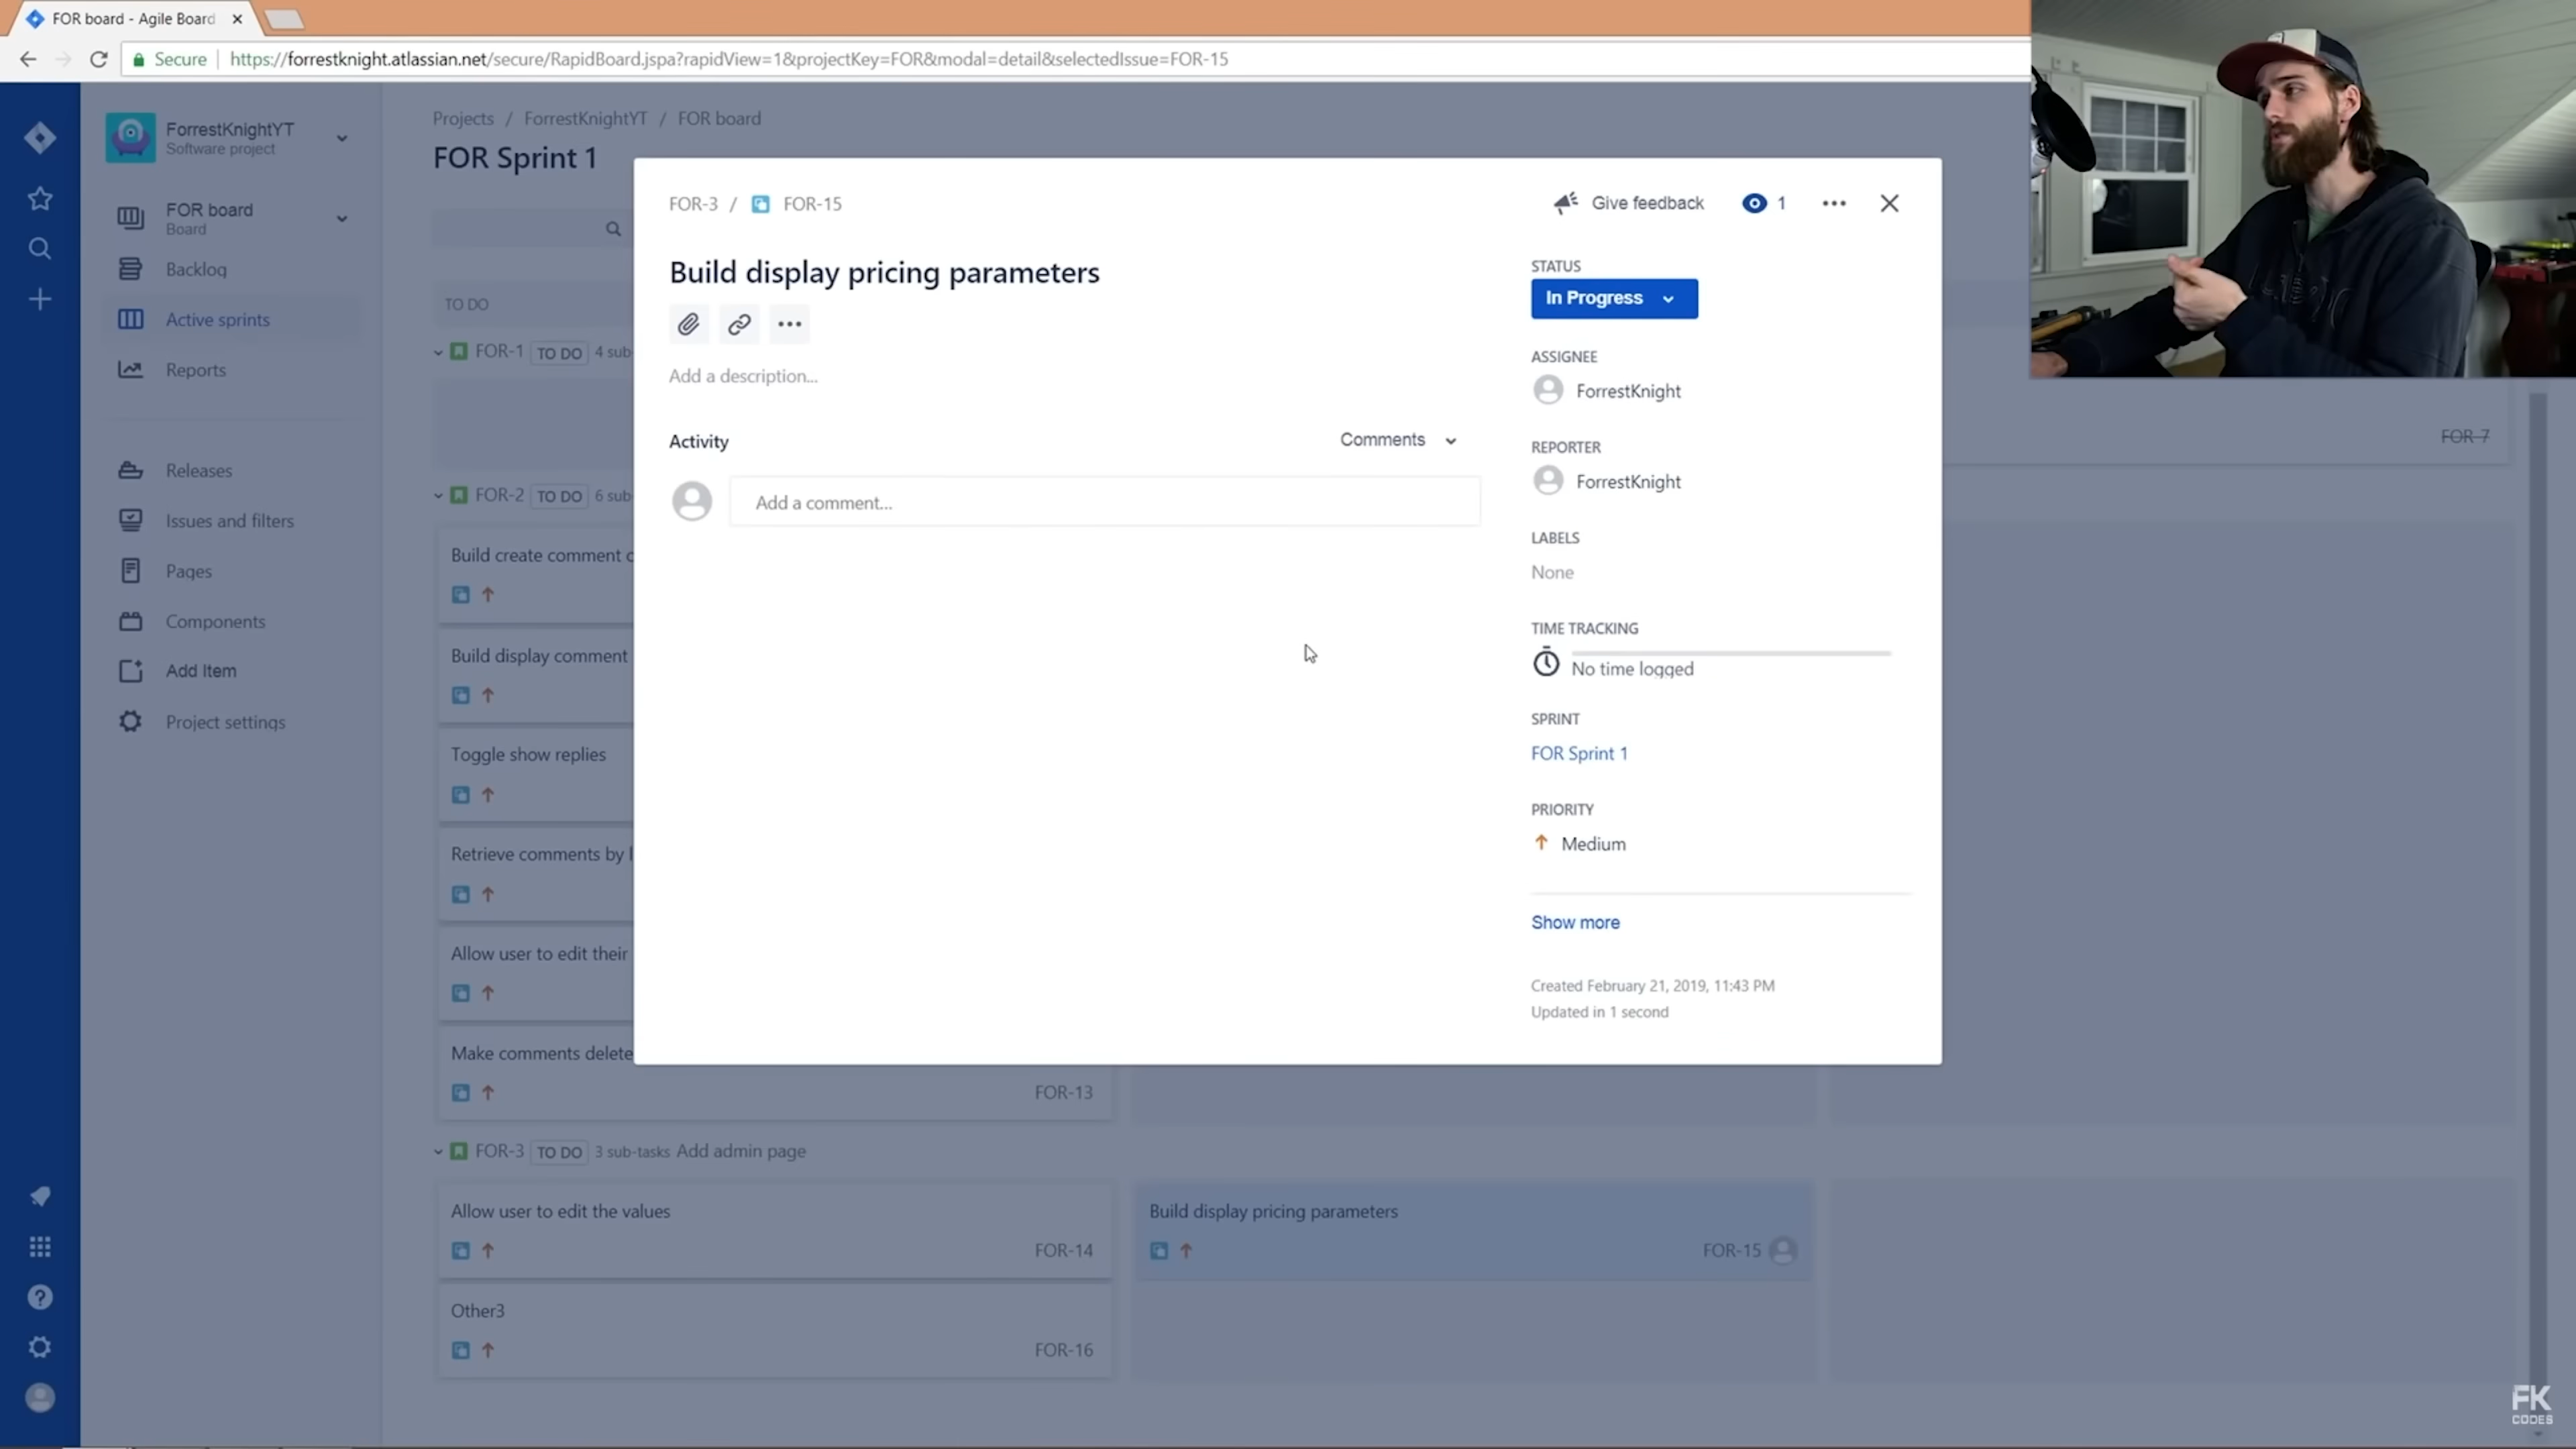 FOR board - Agile Board
Secure
https://forrestknight.atlassian.net/secure/RapidBoard.jspa?rapidView=1&projectKey=FOR&modal=detail&selectedIssue=FOR-15
ForrestKnightYT
Software project
FOR board
Board
Backlog
Active sprints
Reports
Releases
Issues and filters
Pages
Components
Add Item
Project settings
Projects / ForrestKnightYT / FOR board
FOR Sprint 1
TO DO
FOR-1 TO DO 4 sub-
FOR-7
FOR-2 TO DO 6 sub-
Build create comment
Build display comment
Toggle show replies
Retrieve comments by
Allow user to edit their
Make comments delete
FOR-13
FOR-3 TO DO 3 sub-tasks Add admin page
Allow user to edit the values
FOR-14
Other3
FOR-16
Build display pricing parameters
FOR-15
FOR-3 / FOR-15
Give feedback
1
Build display pricing parameters
Add a description...
Activity
Comments
Add a comment...
STATUS
In Progress
ASSIGNEE
ForrestKnight
REPORTER
ForrestKnight
LABELS
None
TIME TRACKING
No time logged
SPRINT
FOR Sprint 1
PRIORITY
Medium
Show more
Created February 21, 2019, 11:43 PM
Updated in 1 second
FK
CODES